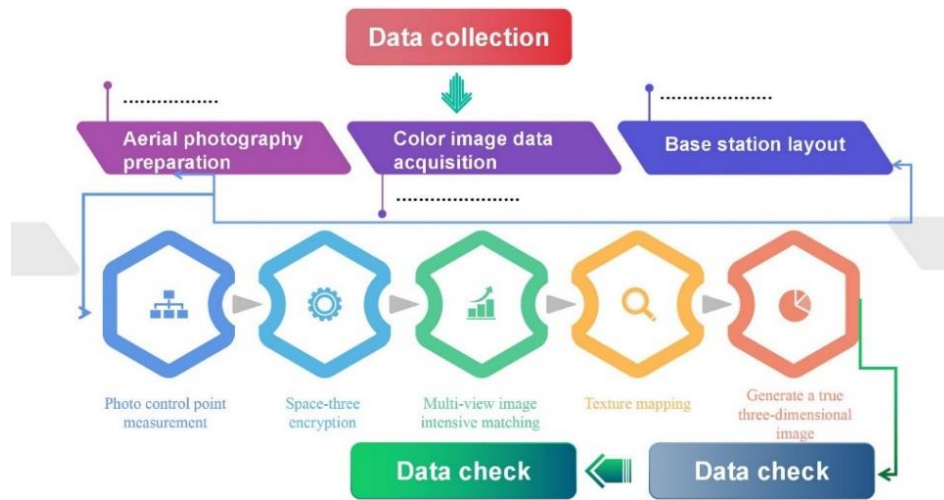 Data collection
Aerial photography
preparation
Color image data
acquisition
Base station layout
Photo control point
measurement
Space-three
encryption
Multi-view image
intensive matching
Texture mapping
Generate a true
three-dimensional
image
Data check
Data check